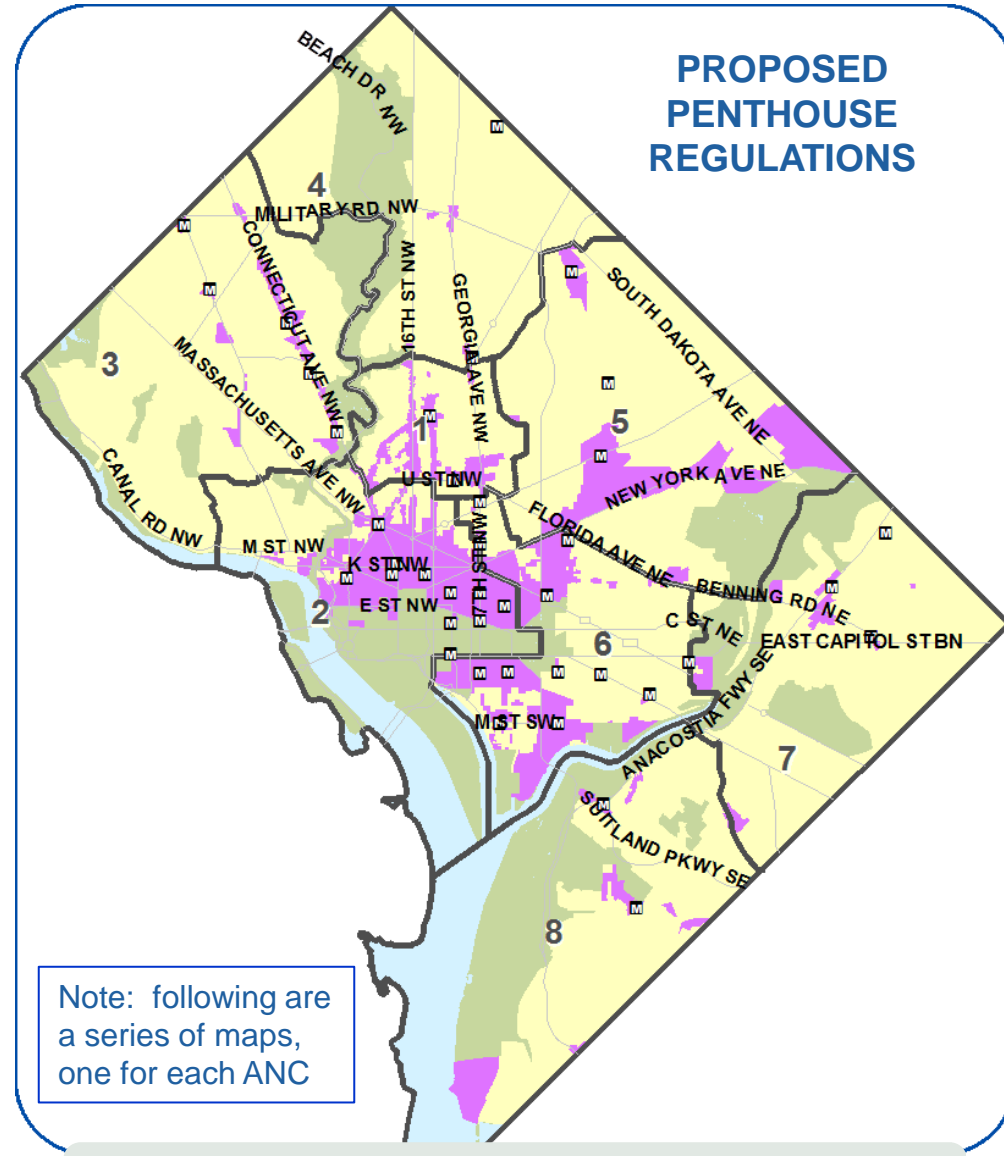 PROPOSED
PENTHOUSE
REGULATIONS
BEACH DR NW
M
4
MILITARY RD NW
M
CONNECTICUT AVE NW
16TH ST NW
GEORGIA AVE NW
M
SOUTH DAKOTA AVE NE
M
M
3
MASSACHUSETTS AVE NW
M
M
M
5
1
M
M
CANAL RD NW
U ST NW
M
M
NEW YORK AVE NE
M
FLORIDA AVE NE
M
M
M ST NW
7TH ST NW
K ST NW
M
M
M
M
BENNING RD NE
M
2
E ST NW
M
M
M
M
C ST NE
M
M
6
EAST CAPITOL ST BN
M
M
M
M
M
M
M
M
M ST SW
M
M
ANACOSTIA FWY SE
7
M
SUITLAND PKWY SE
M
8
Note: following are
a series of maps,
one for each ANC